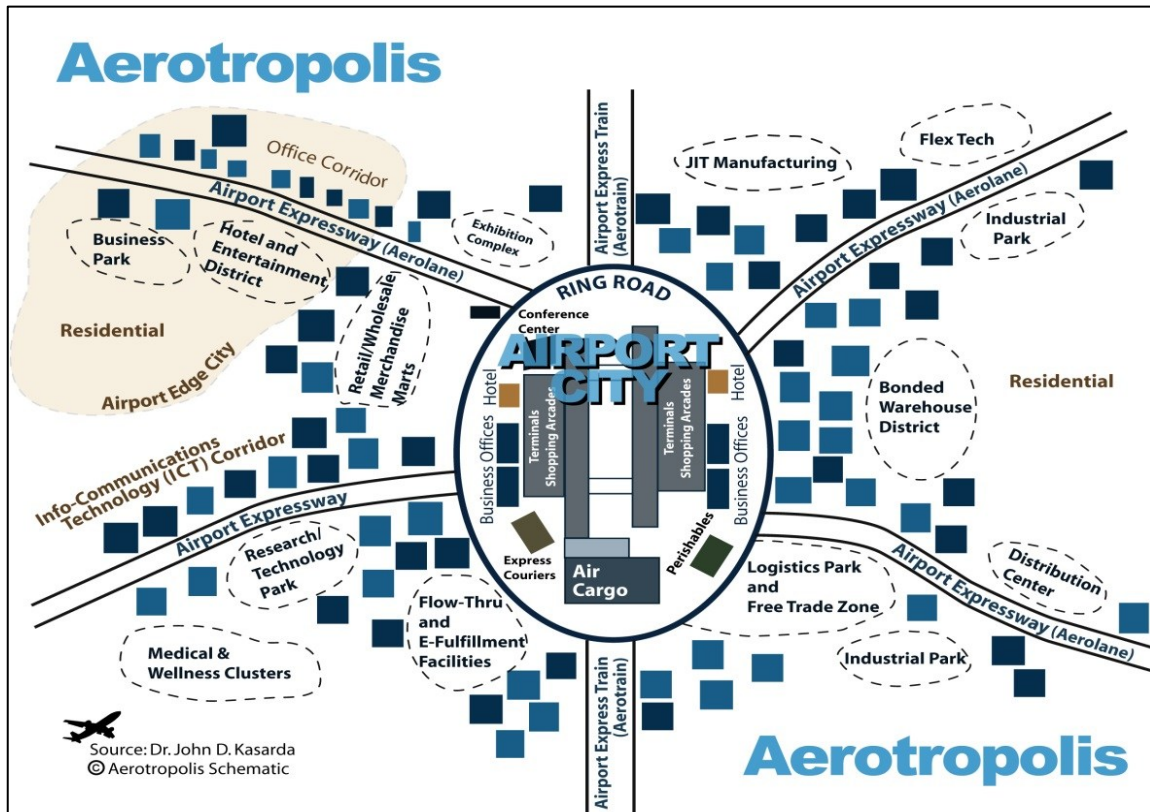 Aerotropolis
Office Corridor
Airport Expressway (Aerolane)
Business
Park
Hotel and
Entertainment
District
Residential
Airport Edge City
Exhibition
Complex
Retail/Wholesale
Merchandise
Marts
Airport Express Train
(Aerotrain)
JIT Manufacturing
Flex Tech
Airport Expressway (Aerolane)
Industrial
Park
RING ROAD
Conference
Center
AIRPORT
CITY
Hotel
Terminals
Shopping Arcades
Business Offices
Terminals
Shopping Arcades
Hotel
Business Offices
Express
Couriers
Air
Cargo
Perishables
Bonded
Warehouse
District
Residential
Info-Communications
Technology (ICT) Corridor
Airport Expressway
Research/
Technology
Park
Medical &
Wellness Clusters
Flow-Thru
and
E-Fulfillment
Facilities
Logistics Park
and
Free Trade Zone
Airport Expressway (Aerolane)
Distribution
Center
Industrial Park
Airport Express Train
(Aerotrain)
Source: Dr. John D. Kasarda
© Aerotropolis Schematic
Aerotropolis